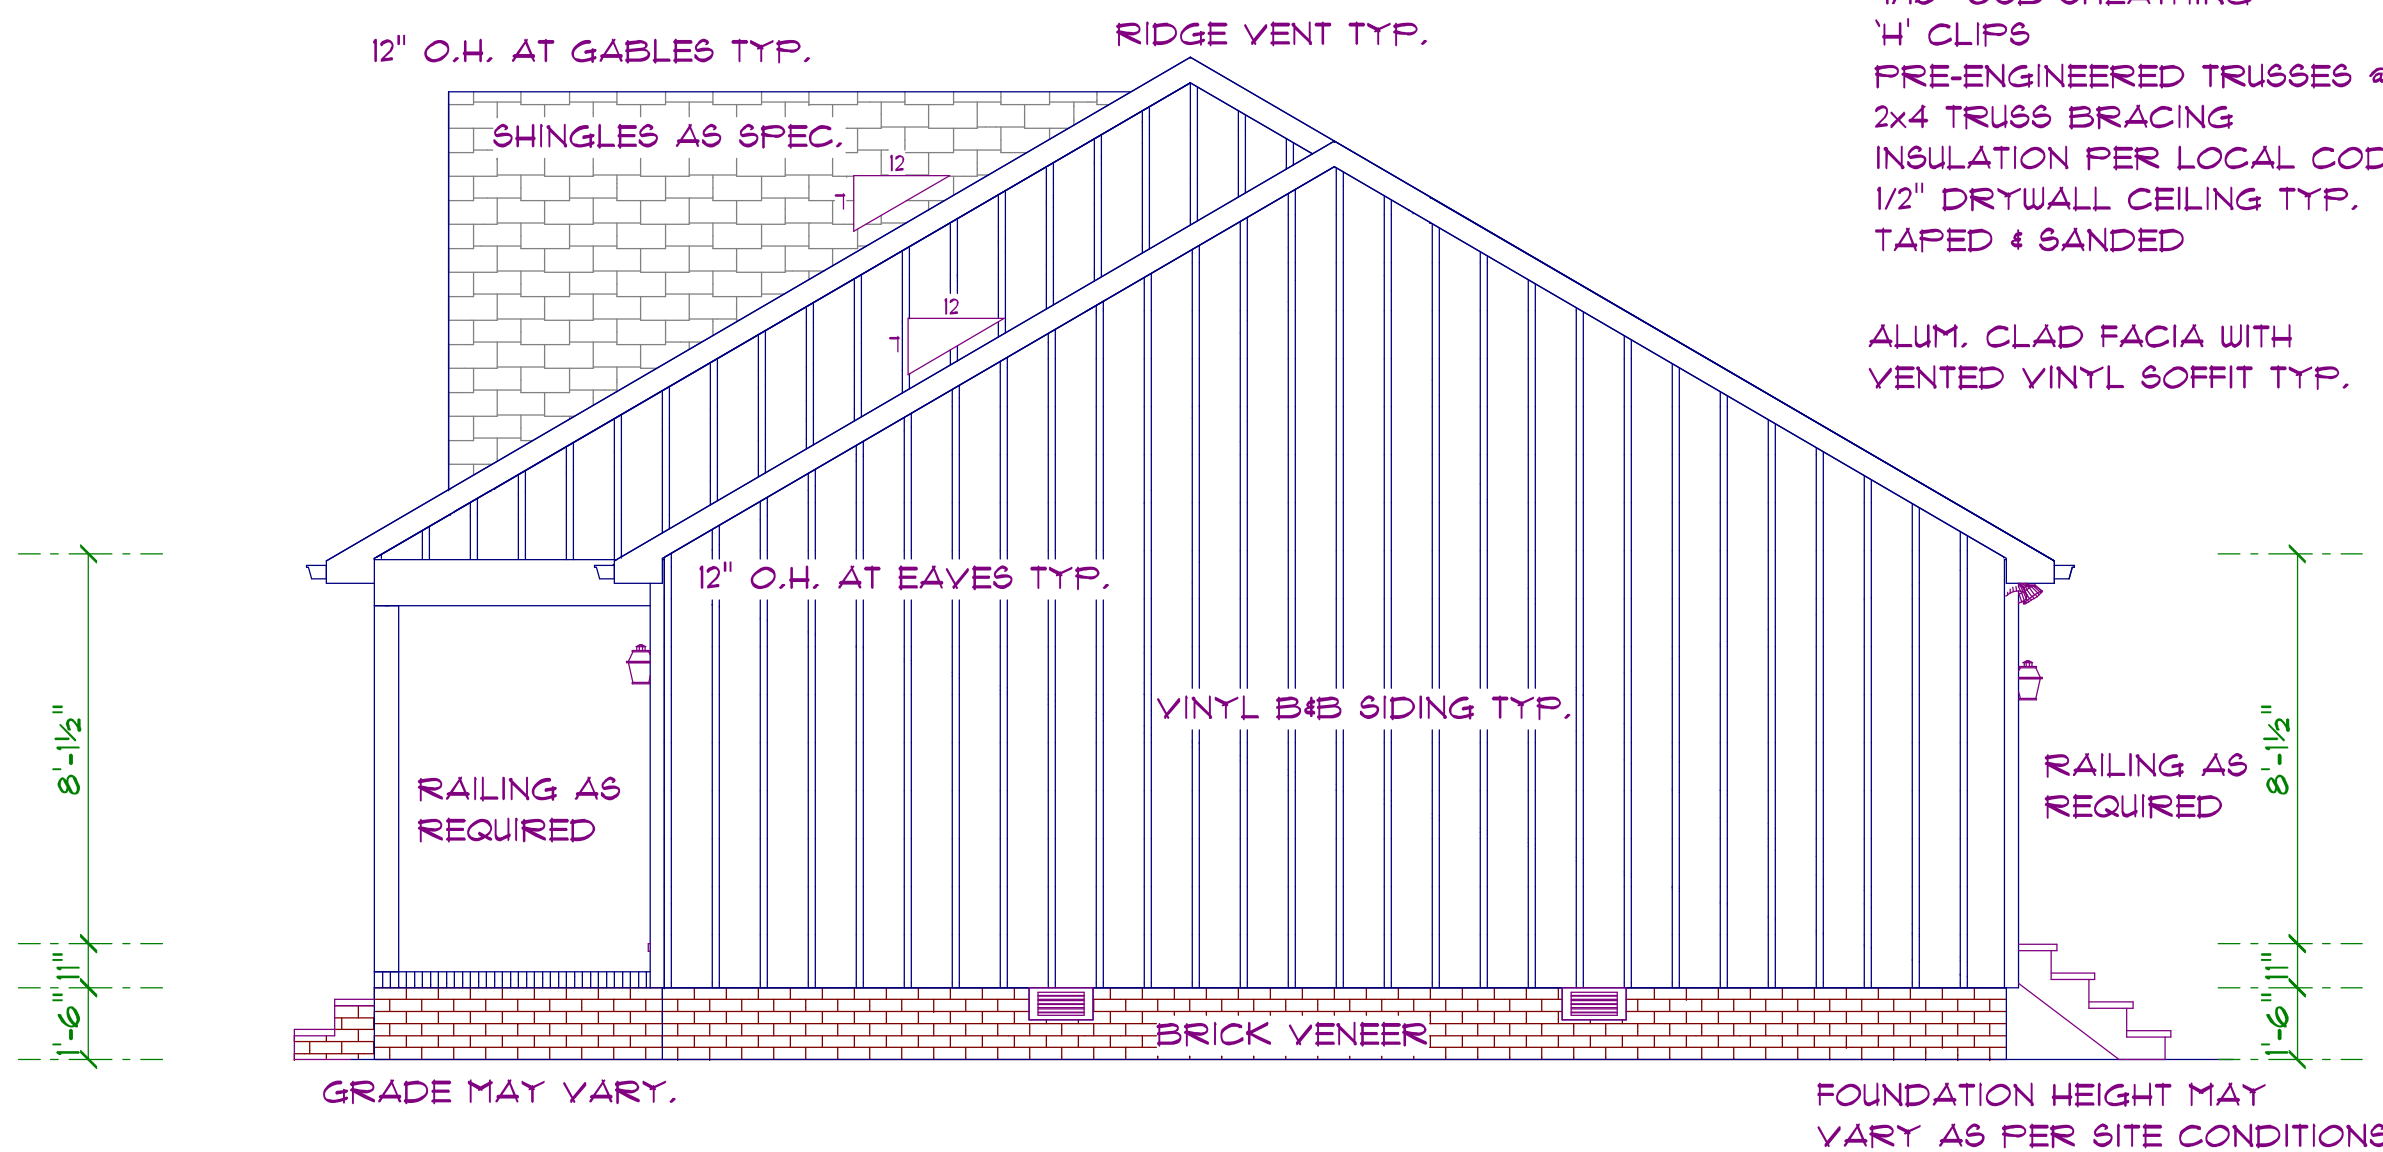 12" O.H. AT GABLES TYP.
RIDGE VENT TYP.
'H' CLIPS
PRE-ENGINEERED TRUSSES @
2x4 TRUSS BRACING
INSULATION PER LOCAL COD
1/2" DRYWALL CEILING TYP.
TAPED & SANDED
SHINGLES AS SPEC.
12
7
12
7
ALUM. CLAD FACIA WITH
VENTED VINYL SOFFIT TYP.
12" O.H. AT EAVES TYP.
VINYL B&B SIDING TYP.
RAILING AS
REQUIRED
RAILING AS
REQUIRED
8'-1½"
11"
1'-6"
8'-1½"
11"
1'-6"
BRICK VENEER
GRADE MAY VARY.
FOUNDATION HEIGHT MAY
VARY AS PER SITE CONDITIONS